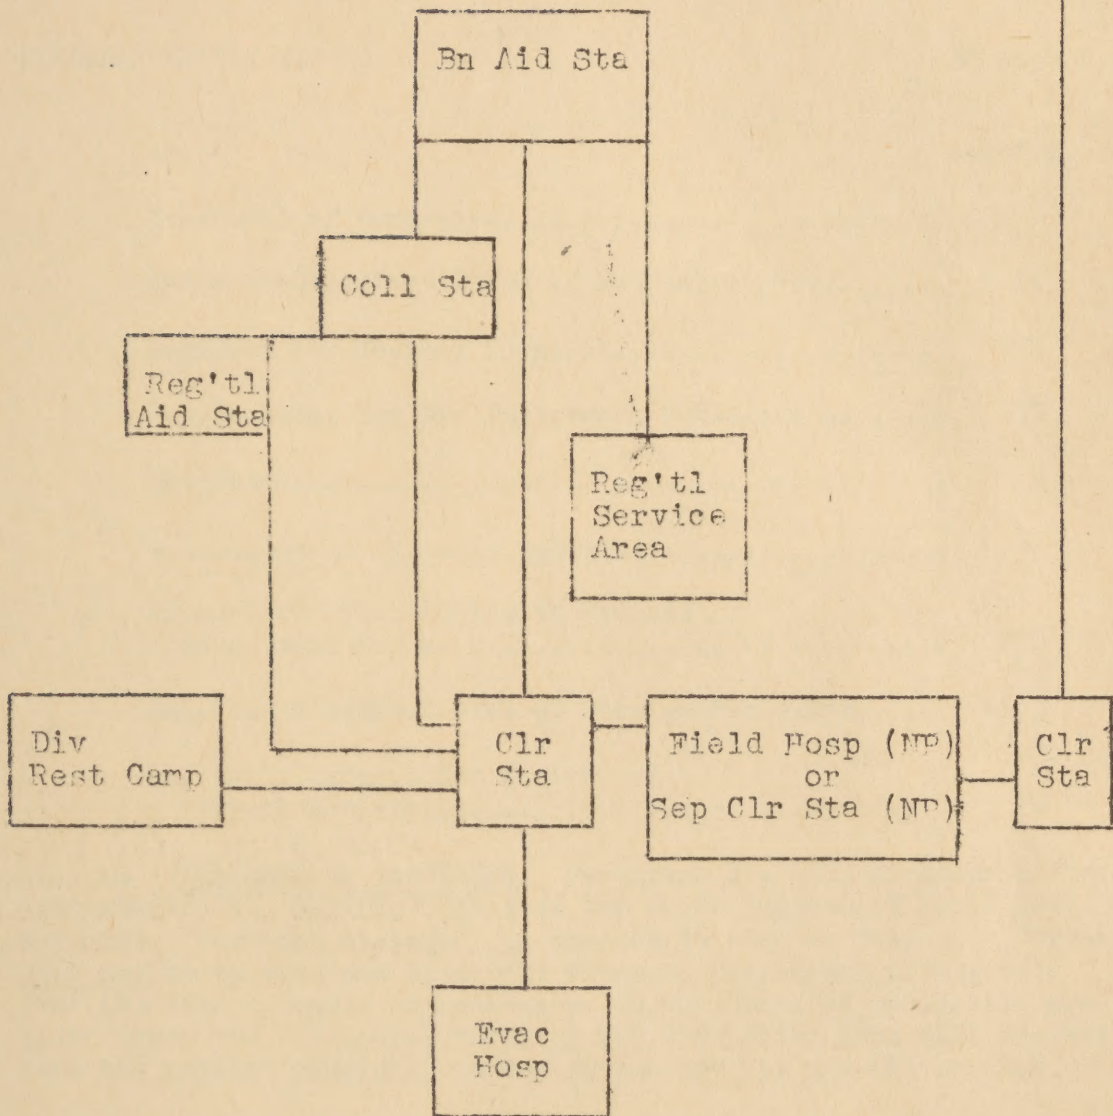 Bn Aid Sta
Coll Sta
Reg'tl
Aid Sta
Reg'tl
Service
Area
Div
Rest Camp
Clr
Sta
Field Hosp (NP)
or
Sep Clr Sta (NP)
Clr
Sta
Evac
Hosp